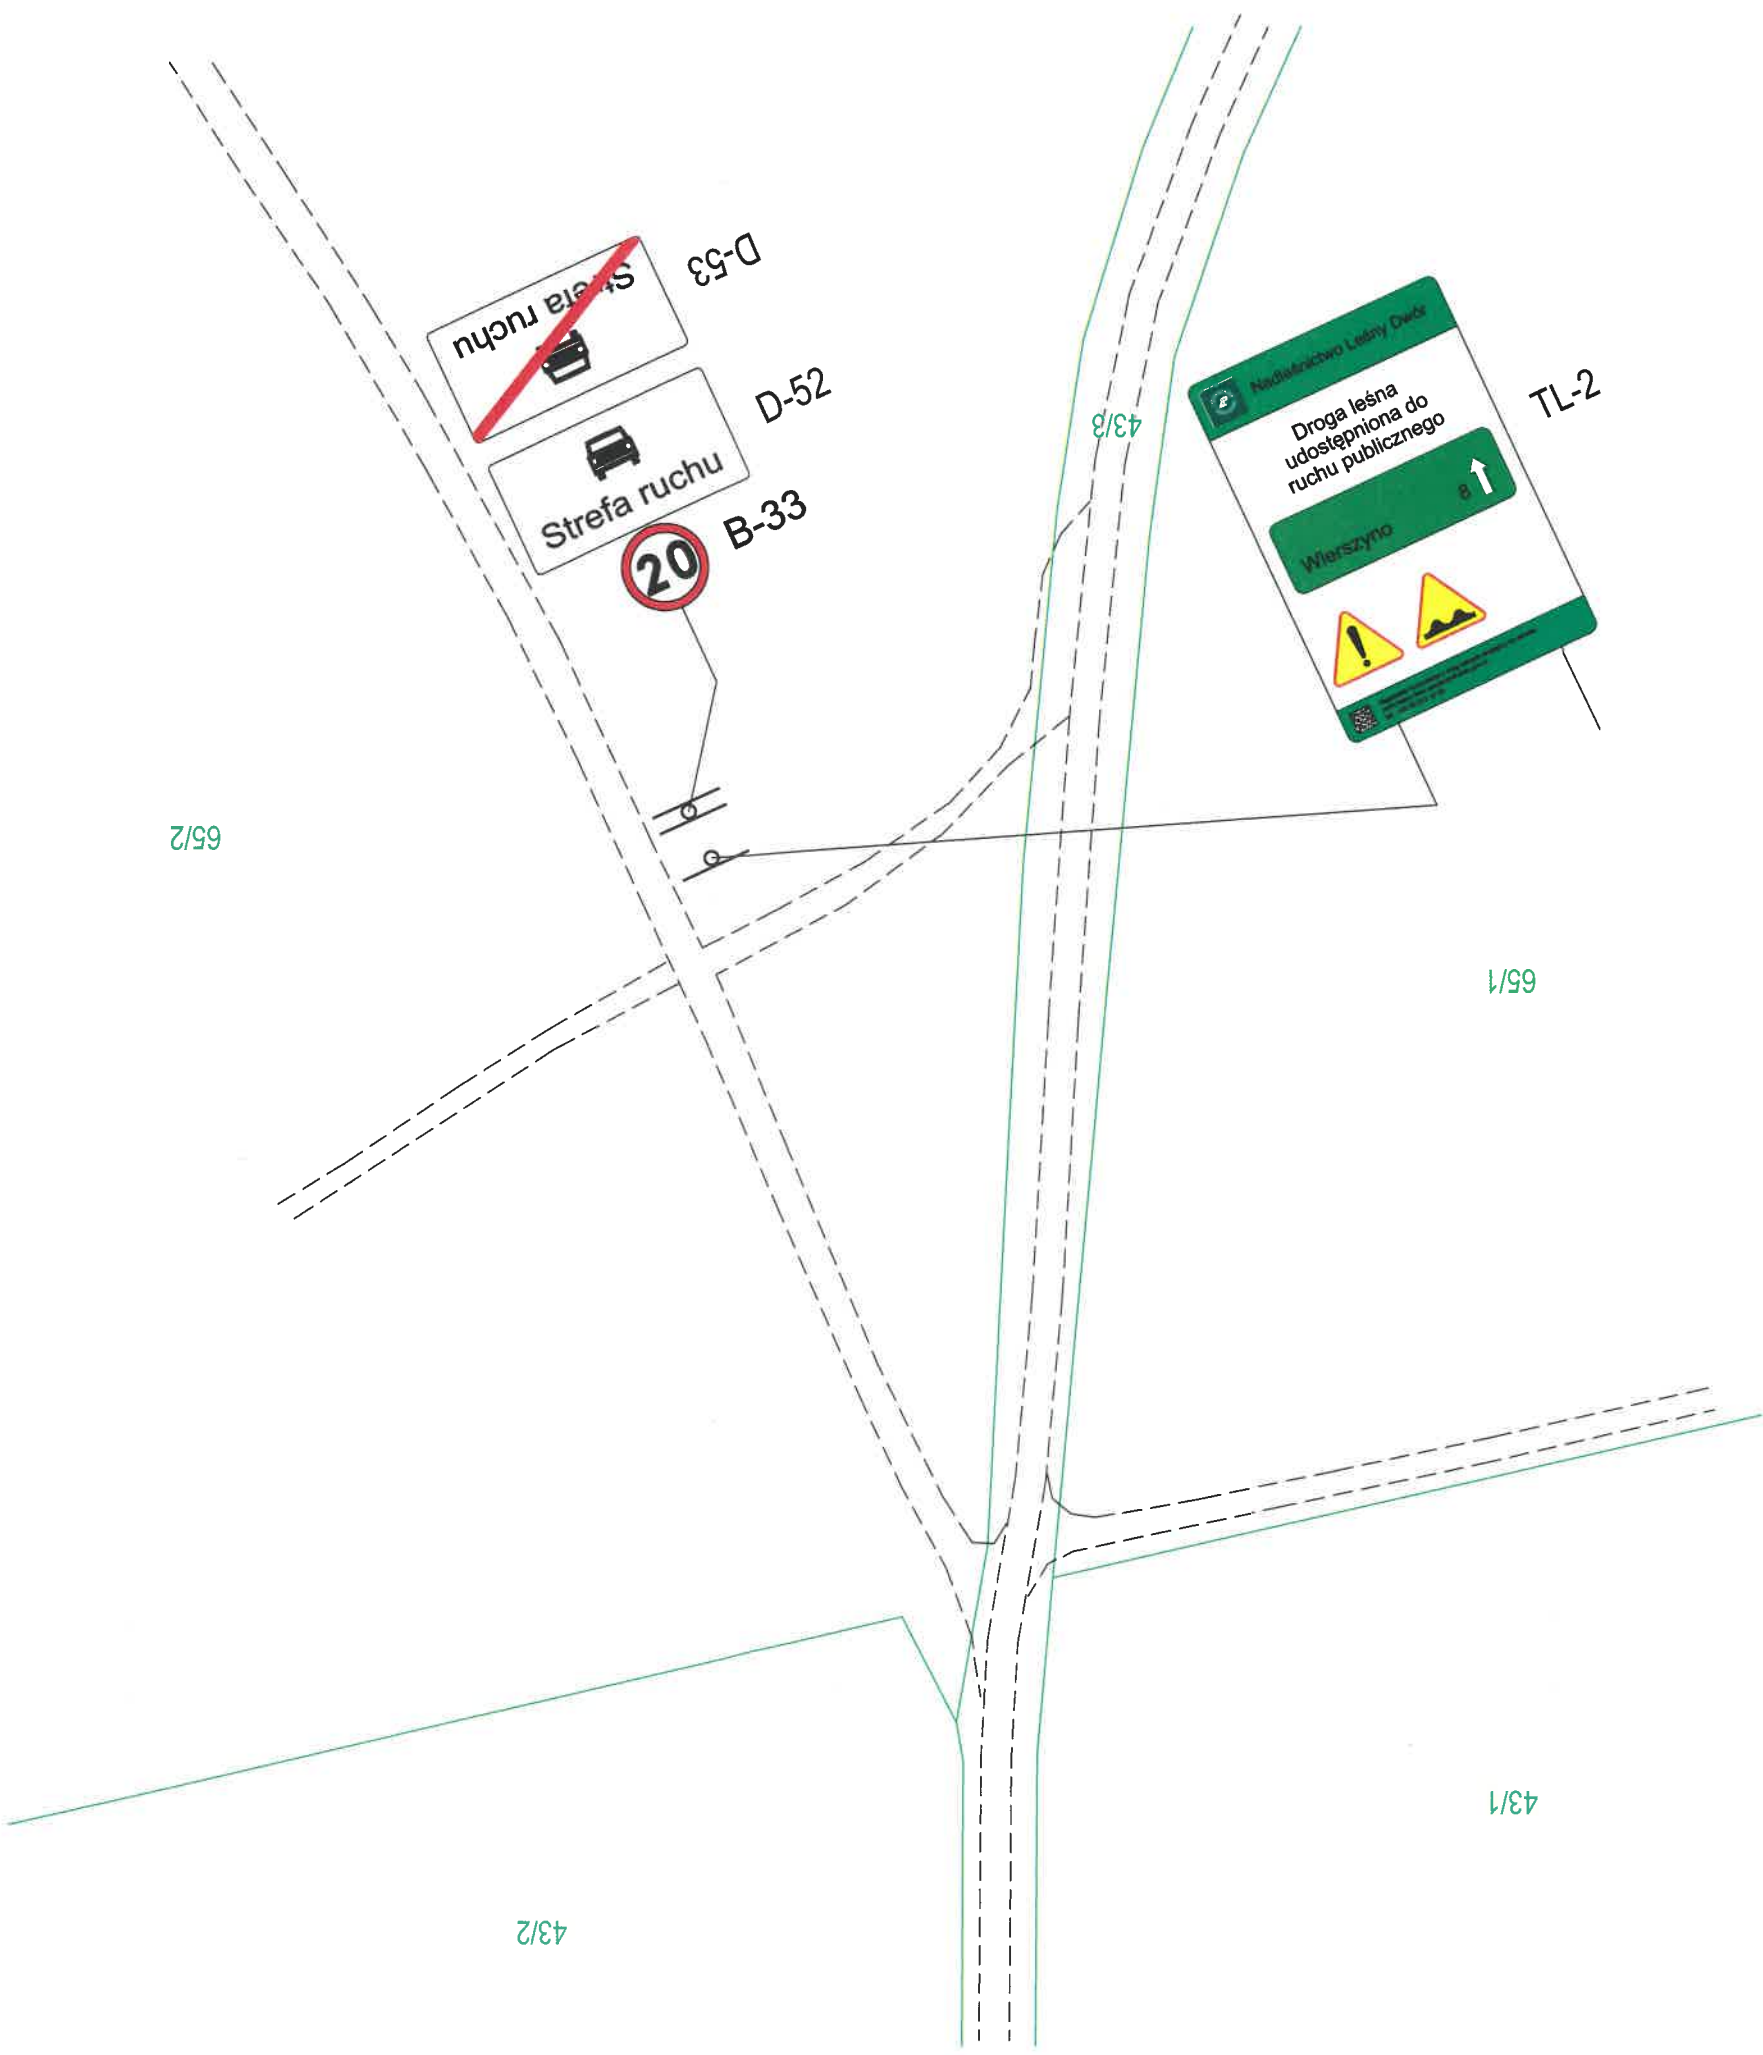 D-53
Strefa ruchu
D-52
Strefa ruchu
B-33
20
43/3
Nadleśnictwo Leśny Dwór
Droga leśna
udostępniona do
ruchu publicznego
8
Wierszyno
TL-2
65/2
65/1
43/1
43/2